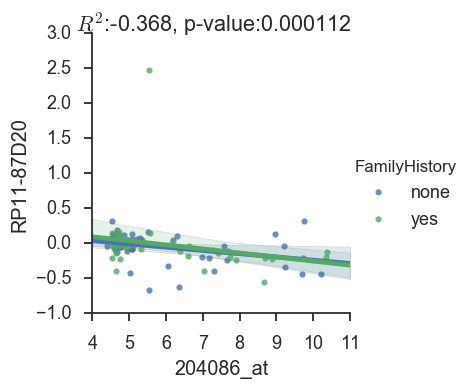 R²:-0.368, p-value:0.000112
3.0
2.5
2.0
1.5
1.0
0.5
0.0
−0.5
−1.0
RP11-87D20
4 5 6 7 8 9 10 11
204086_at
FamilyHistory
none
yes